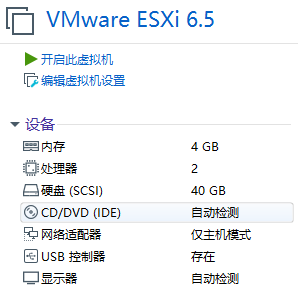 VMware ESXi 6.5
开启此虚拟机
编辑虚拟机设置
设备
内存 4 GB
处理器 2
硬盘 (SCSI) 40 GB
CD/DVD (IDE) 自动检测
网络适配器 仅主机模式
USB 控制器 存在
显示器 自动检测